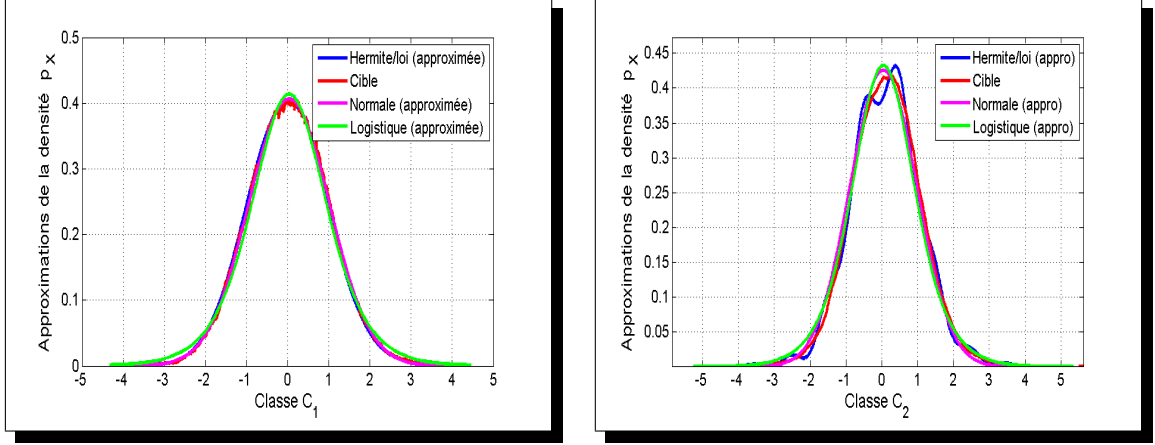 Approximations de la densité p X
0.5
0.4
0.3
0.2
0.1
0
-5 -4 -3 -2 -1 0 1 2 3 4 5
Classe C1
Hermite/loi (approximée)
Cible
Normale (approximée)
Logistique (approximée)
Approximations de la densité p X
0.45
0.4
0.35
0.3
0.25
0.2
0.15
0.1
0.05
-5 -4 -3 -2 -1 0 1 2 3 4 5
Classe C2
Hermite/loi (appro)
Cible
Normale (appro)
Logistique (appro)